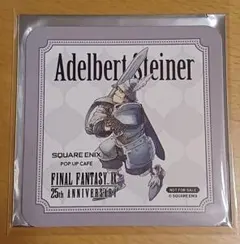 Adelbert Steiner
SQUARE ENIX
POP UP CAFE
FINAL FANTASY IX
25th ANNIVERSARY
NOT FOR SALE
© SQUARE ENIX